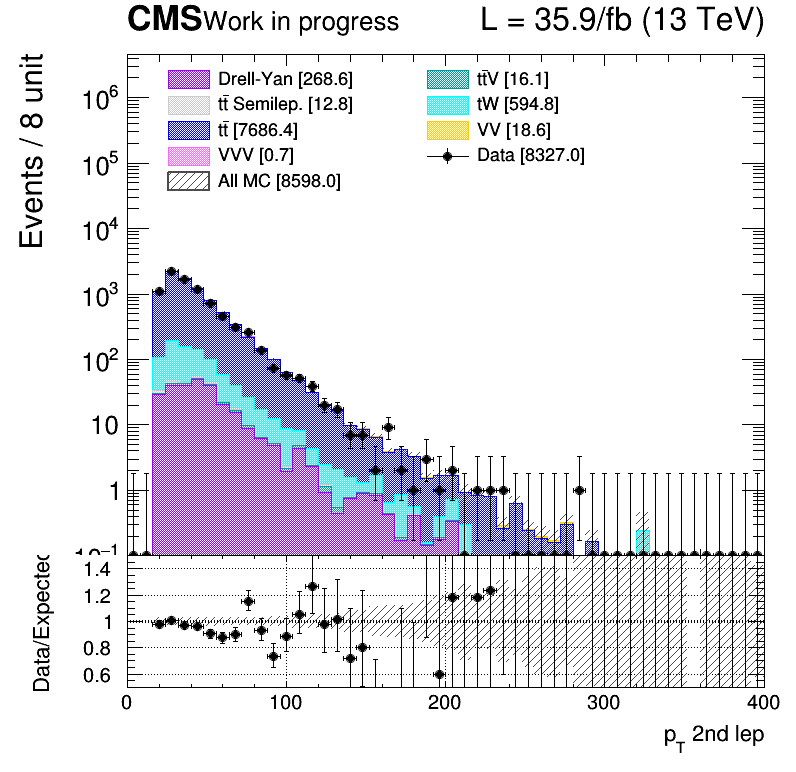 CMS Work in progress L = 35.9/fb (13 TeV)
Events / 8 unit
Drell-Yan [268.6]
tt̄V [16.1]
tt̄ Semilep. [12.8]
tW [594.8]
tt̄ [7686.4]
VV [18.6]
VVV [0.7]
Data [8327.0]
All MC [8598.0]
10⁶
10⁵
10⁴
10³
10²
10
1
10⁻¹
Data/Expected
1.4
1.2
1
0.8
0.6
0 100 200 300 400
p_T 2nd lep